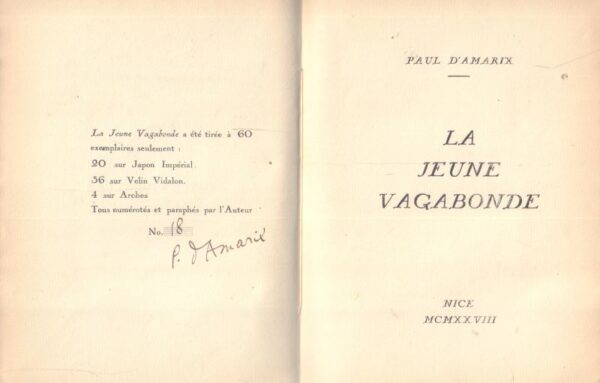 La Jeune Vagabonde a été tirée à 60
exemplaires seulement :
20 sur Japon Impérial.
36 sur Velin Vidalon.
4 sur Arches
Tous numérotés et paraphés par l'Auteur
No. 18
P. d'Amarix
PAUL D'AMARIX
LA
JEUNE
VAGABONDE
NICE
MCMXXVIII